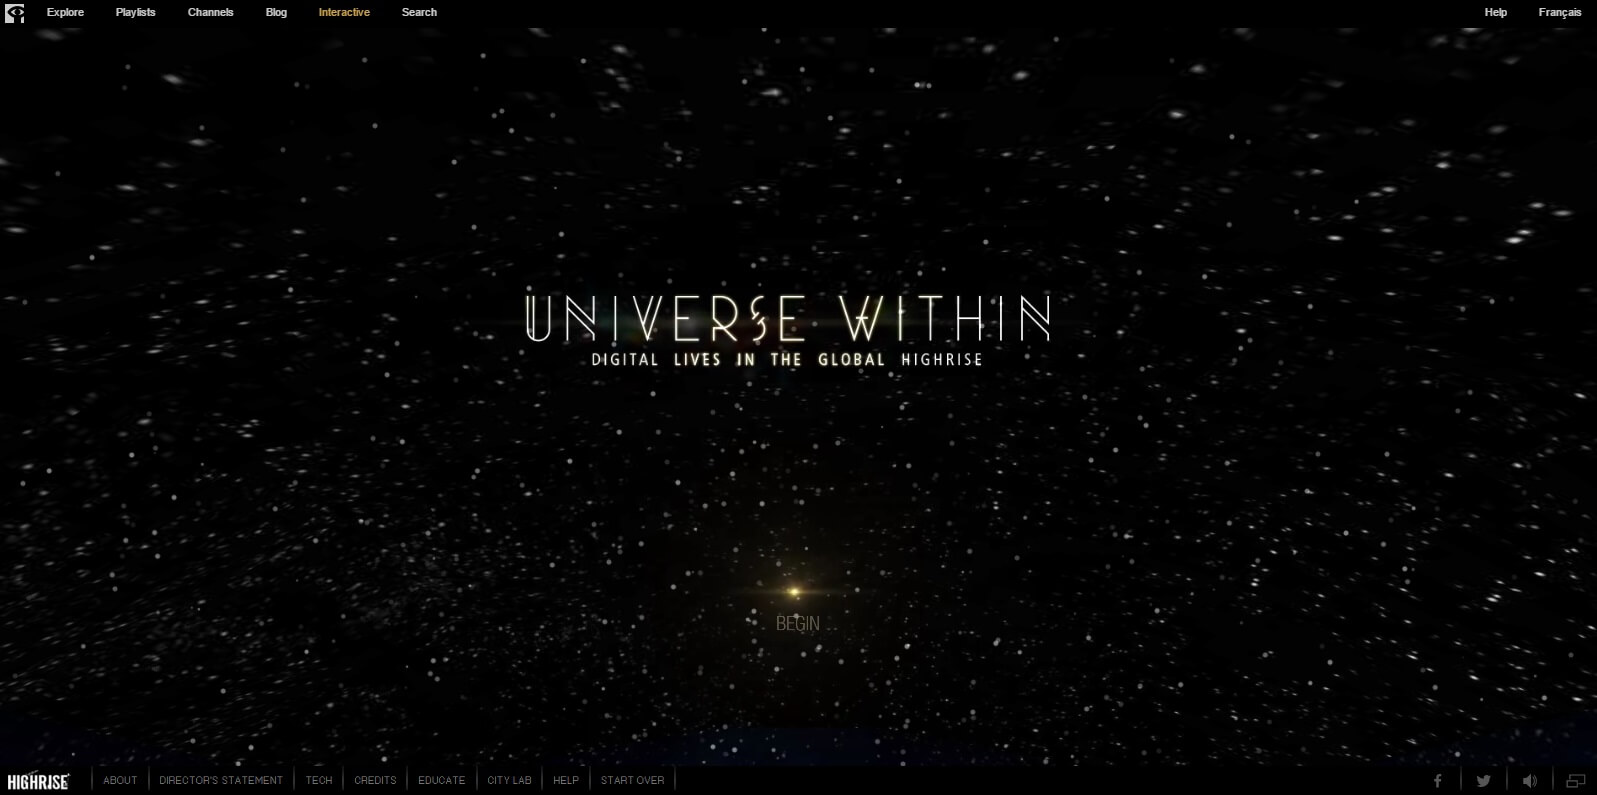 Explore Playlists Channels Blog Interactive Search Help Français
UNIVERSE WITHIN
DIGITAL LIVES IN THE GLOBAL HIGHRISE
BEGIN
HIGHRISE ABOUT DIRECTOR'S STATEMENT TECH CREDITS EDUCATE CITY LAB HELP START OVER